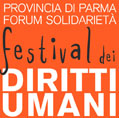 PROVINCIA DI PARMA
FORUM SOLIDARIETÀ
festival dei
DIRITTI
UMANI